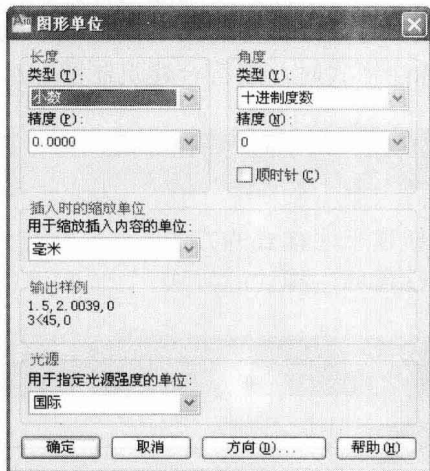 图形单位
长度
类型(T):
小数
精度(P):
0.0000
角度
类型(Y):
十进制度数
精度(N):
0
顺时针(C)
插入时的缩放单位
用于缩放插入内容的单位:
毫米
输出样例
1.5,2.0039,0
3<45,0
光源
用于指定光源强度的单位:
国际
确定 取消 方向(D)... 帮助(H)